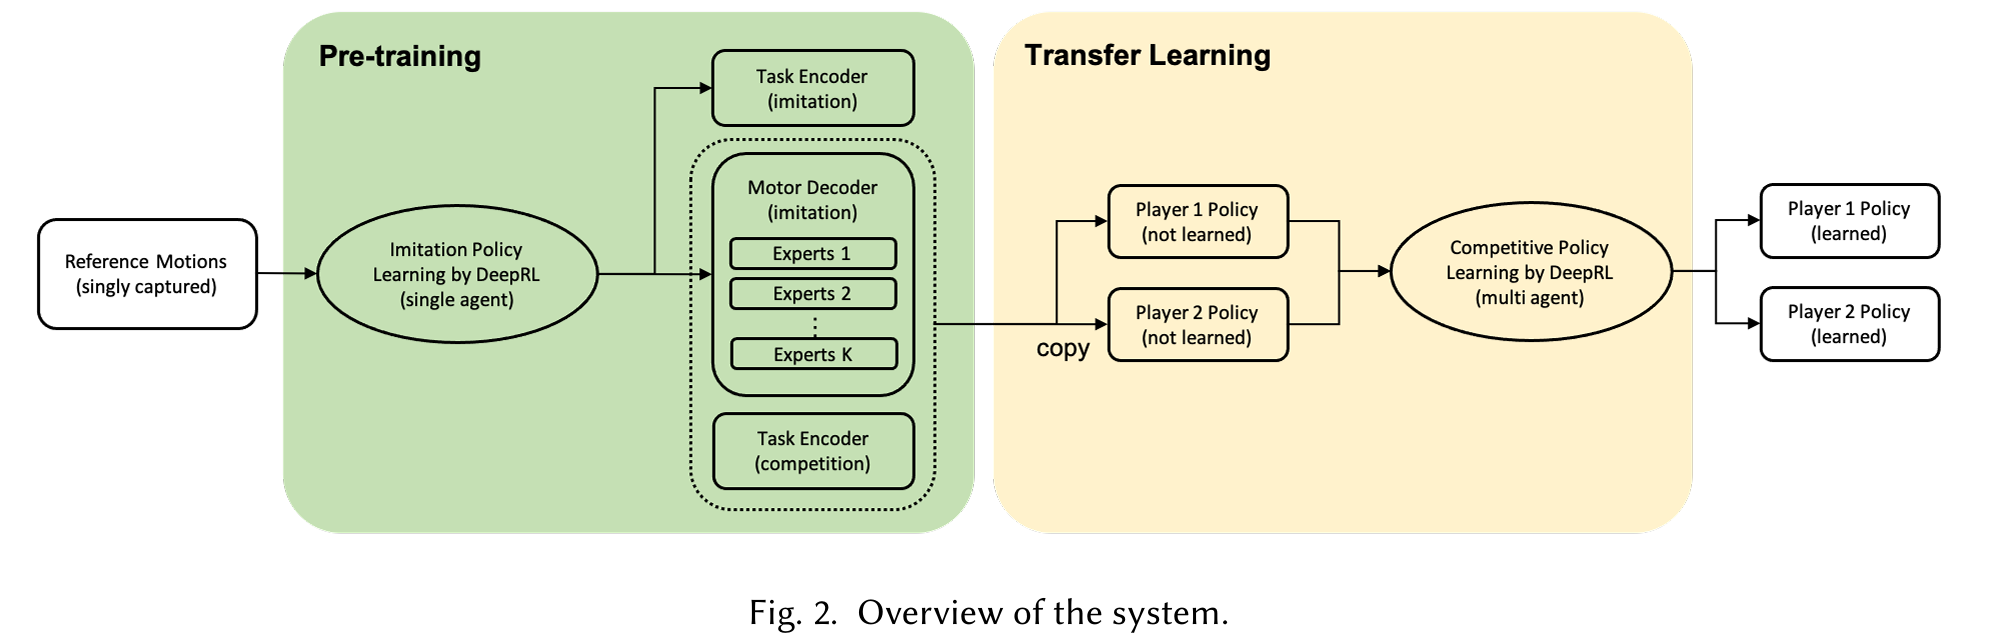 Pre-training
Transfer Learning
Reference Motions
(singly captured)
Imitation Policy
Learning by DeepRL
(single agent)
Task Encoder
(imitation)
Motor Decoder
(imitation)
Experts 1
Experts 2
Experts K
Task Encoder
(competition)
copy
Player 1 Policy
(not learned)
Player 2 Policy
(not learned)
Competitive Policy
Learning by DeepRL
(multi agent)
Player 1 Policy
(learned)
Player 2 Policy
(learned)
Fig. 2. Overview of the system.